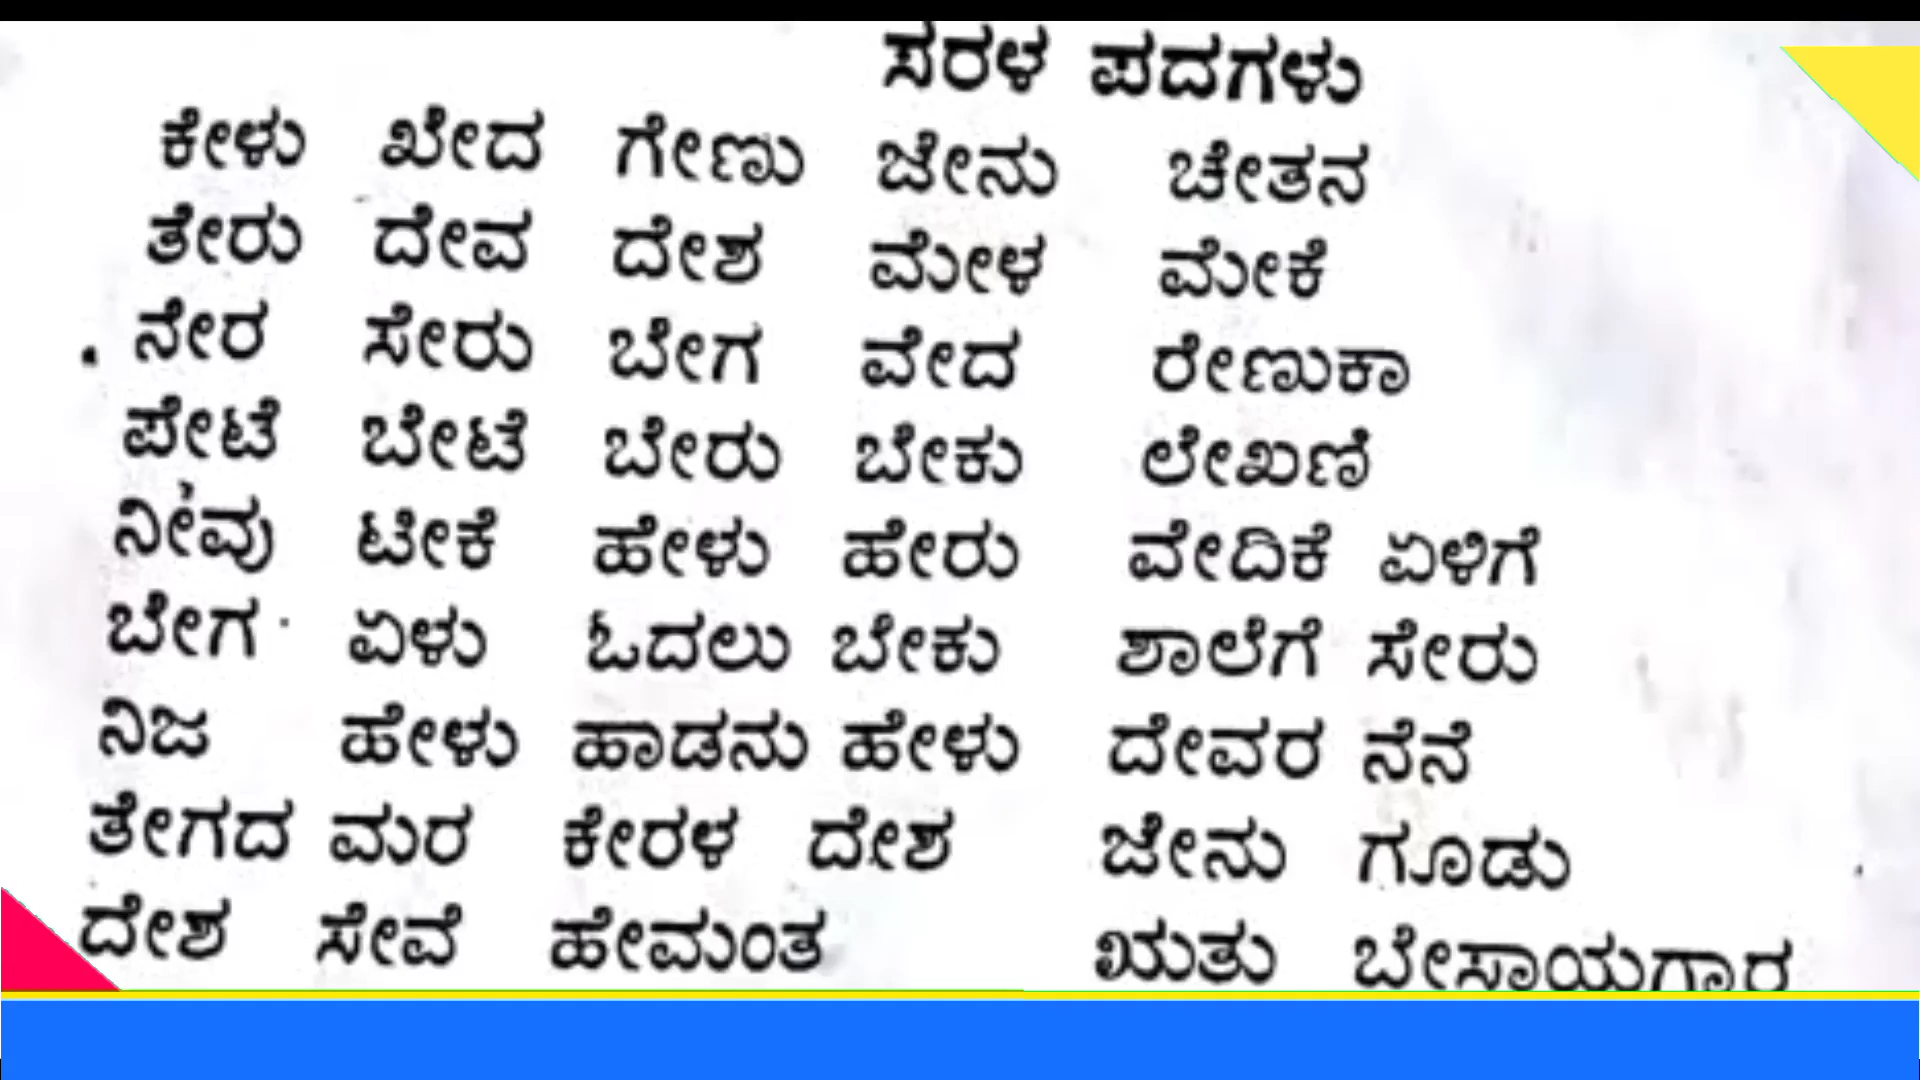 ಸರಳ ಪದಗಳು
ಕೇಳು ಖೇದ ಗೇಣು ಜೇನು ಚೇತನ
ತೇರು ದೇವ ದೇಶ ಮೇಳ ಮೇಕೆ
ನೇರ ಸೇರು ಬೇಗ ವೇದ ರೇಣುಕಾ
ಪೇಟೆ ಬೇಟೆ ಬೇರು ಬೇಕು ಲೇಖಣಿ
ನೀವು ಟೀಕೆ ಹೇಳು ಹೇರು ವೇದಿಕೆ ಏಳಿಗೆ
ಬೇಗ ಏಳು ಓದಲು ಬೇಕು ಶಾಲೆಗೆ ಸೇರು
ನಿಜ ಹೇಳು ಹಾಡನು ಹೇಳು ದೇವರ ನೆನೆ
ತೇಗದ ಮರ ಕೇರಳ ದೇಶ ಜೇನು ಗೂಡು
ದೇಶ ಸೇವೆ ಹೇಮಂತ ಋತು ಬೇಸಾಯಗಾರ